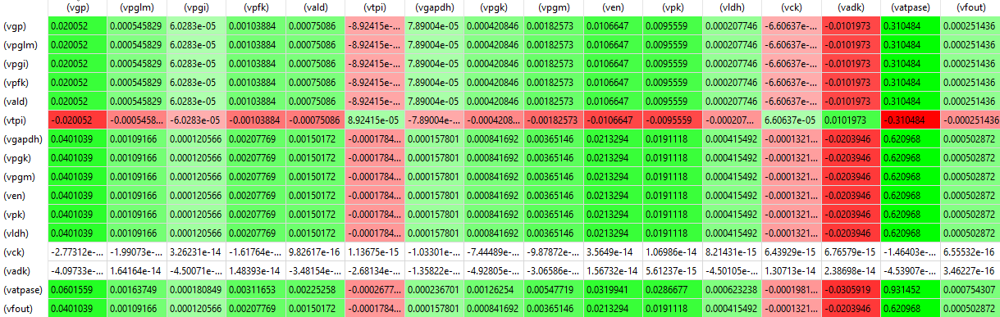 (vgp) (vpglm) (vpgi) (vpfk) (vald) (vtpi) (vgapdh) (vpgk) (vpgm) (ven) (vpk) (vldh) (vck) (vadk) (vatpase) (vfout)
(vgp) 0.020052 0.000545829 6.0283e-05 0.00103884 0.00075086 -8.92415e-... 7.89004e-05 0.000420846 0.00182573 0.0106647 0.0095559 0.000207746 -6.60637e-... -0.0101973 0.310484 0.000251436
(vpglm) 0.020052 0.000545829 6.0283e-05 0.00103884 0.00075086 -8.92415e-... 7.89004e-05 0.000420846 0.00182573 0.0106647 0.0095559 0.000207746 -6.60637e-... -0.0101973 0.310484 0.000251436
(vpgi) 0.020052 0.000545829 6.0283e-05 0.00103884 0.00075086 -8.92415e-... 7.89004e-05 0.000420846 0.00182573 0.0106647 0.0095559 0.000207746 -6.60637e-... -0.0101973 0.310484 0.000251436
(vpfk) 0.020052 0.000545829 6.0283e-05 0.00103884 0.00075086 -8.92415e-... 7.89004e-05 0.000420846 0.00182573 0.0106647 0.0095559 0.000207746 -6.60637e-... -0.0101973 0.310484 0.000251436
(vald) 0.020052 0.000545829 6.0283e-05 0.00103884 0.00075086 -8.92415e-... 7.89004e-05 0.000420846 0.00182573 0.0106647 0.0095559 0.000207746 -6.60637e-... -0.0101973 0.310484 0.000251436
(vtpi) -0.020052 -0.0005458... -6.0283e-05 -0.00103884 -0.00075086 8.92415e-05 -7.89004e-... -0.0004208... -0.00182573 -0.0106647 -0.0095559 -0.000207... 6.60637e-05 0.0101973 -0.310484 -0.000251436
(vgapdh) 0.0401039 0.00109166 0.000120566 0.00207769 0.00150172 -0.0001784... 0.000157801 0.000841692 0.00365146 0.0213294 0.0191118 0.000415492 -0.0001321... -0.0203946 0.620968 0.000502872
(vpgk) 0.0401039 0.00109166 0.000120566 0.00207769 0.00150172 -0.0001784... 0.000157801 0.000841692 0.00365146 0.0213294 0.0191118 0.000415492 -0.0001321... -0.0203946 0.620968 0.000502872
(vpgm) 0.0401039 0.00109166 0.000120566 0.00207769 0.00150172 -0.0001784... 0.000157801 0.000841692 0.00365146 0.0213294 0.0191118 0.000415492 -0.0001321... -0.0203946 0.620968 0.000502872
(ven) 0.0401039 0.00109166 0.000120566 0.00207769 0.00150172 -0.0001784... 0.000157801 0.000841692 0.00365146 0.0213294 0.0191118 0.000415492 -0.0001321... -0.0203946 0.620968 0.000502872
(vpk) 0.0401039 0.00109166 0.000120566 0.00207769 0.00150172 -0.0001784... 0.000157801 0.000841692 0.00365146 0.0213294 0.0191118 0.000415492 -0.0001321... -0.0203946 0.620968 0.000502872
(vldh) 0.0401039 0.00109166 0.000120566 0.00207769 0.00150172 -0.0001784... 0.000157801 0.000841692 0.00365146 0.0213294 0.0191118 0.000415492 -0.0001321... -0.0203946 0.620968 0.000502872
(vck) -2.77312e-... -1.99073e-... 3.26231e-14 -1.61764e-... 9.82617e-16 1.13675e-15 -1.03301e-... -7.44489e-... -9.87872e-... 3.5649e-14 1.06986e-14 8.21431e-15 6.43929e-15 6.76579e-15 -1.46403e-... 6.55532e-16
(vadk) -4.09733e-... 1.64164e-14 -4.50071e-... 1.48393e-14 -3.48154e-... -2.68134e-... -1.35822e-... -4.92805e-... -3.06586e-... 1.56732e-14 5.61237e-15 -4.50105e-... 1.30713e-14 2.38698e-14 -4.53907e-... 3.46227e-16
(vatpase) 0.0601559 0.00163749 0.000180849 0.00311653 0.00225258 -0.0002677... 0.000236701 0.00126254 0.00547719 0.0319941 0.0286677 0.000623238 -0.0001981... -0.0305919 0.931452 0.000754307
(vfout) 0.0401039 0.00109166 0.000120566 0.00207769 0.00150172 -0.0001784... 0.000157801 0.000841692 0.00365146 0.0213294 0.0191118 0.000415492 -0.0001321... -0.0203946 0.620968 0.000502872